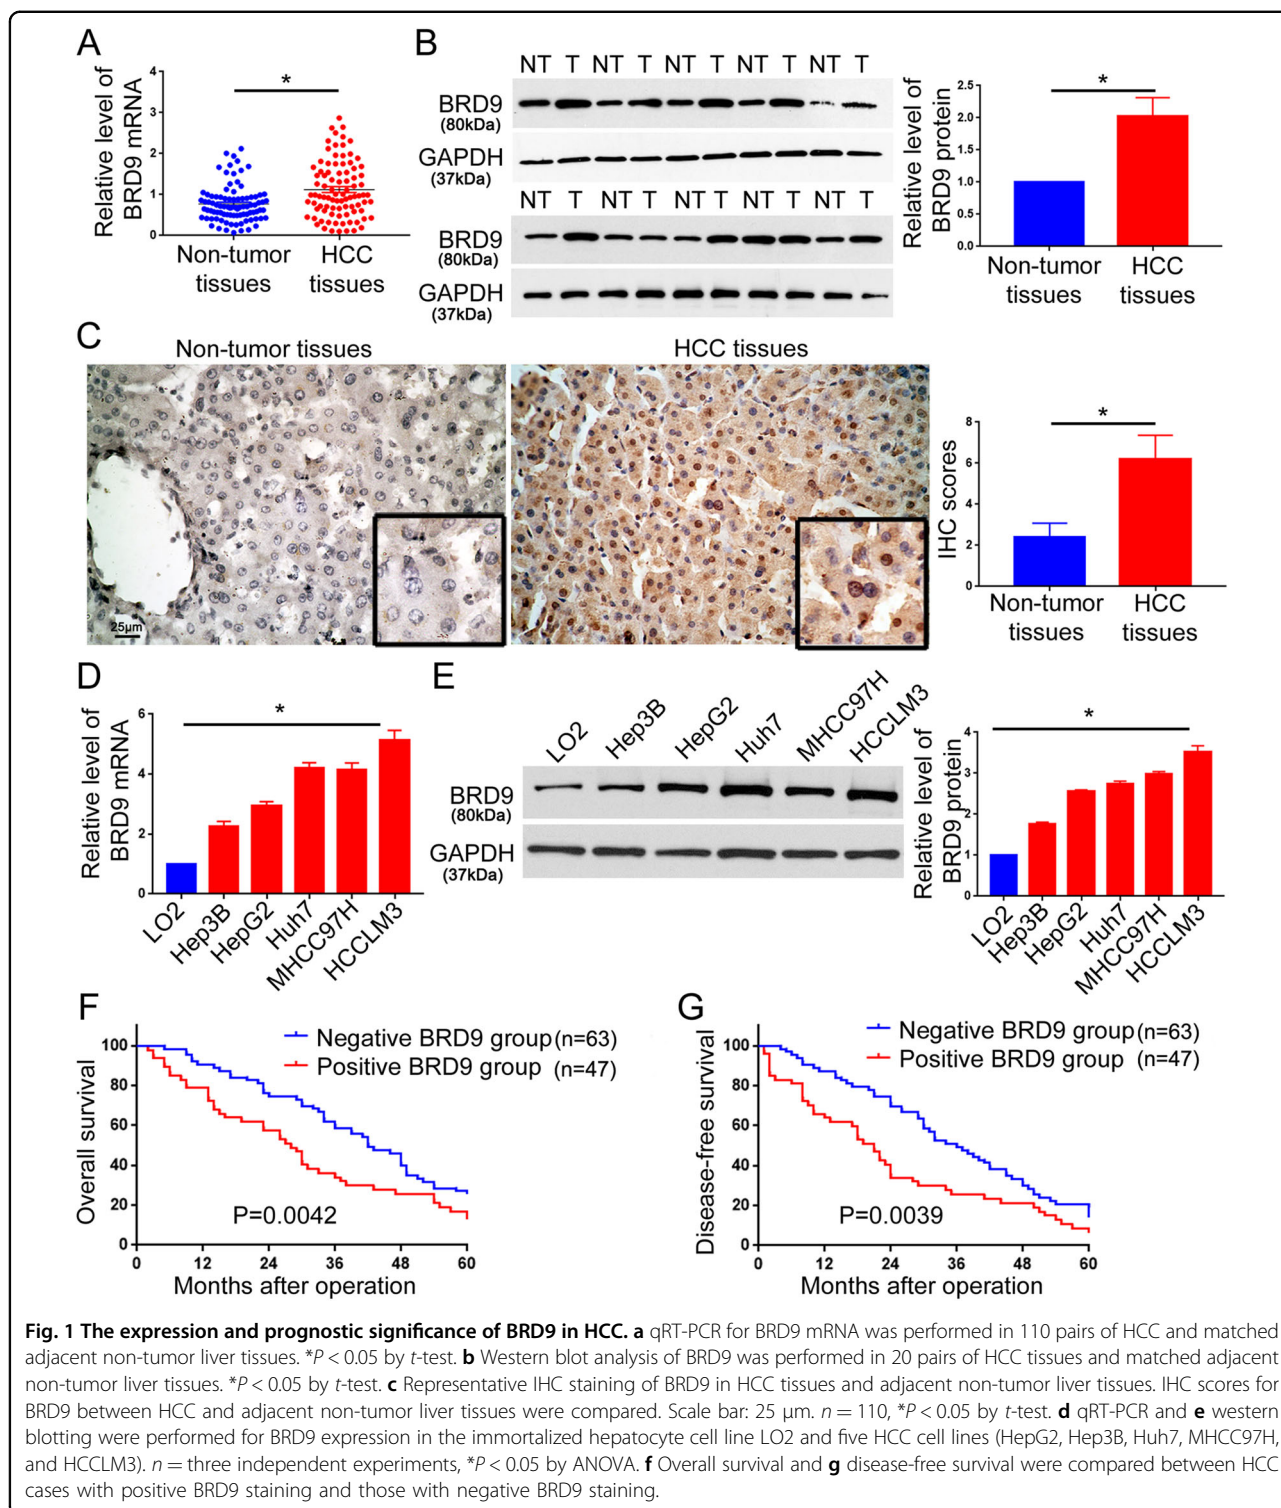 A
Relative level of
BRD9 mRNA
4
3
2
1
0
*
Non-tumor
tissues
HCC
tissues
B
NT T NT T NT T NT T NT T
BRD9
(80kDa)
GAPDH
(37kDa)
NT T NT T NT T NT T NT T
BRD9
(80kDa)
GAPDH
(37kDa)
Relative level of
BRD9 protein
2.5
2.0
1.5
1.0
0.5
0.0
*
Non-tumor
tissues
HCC
tissues
C
Non-tumor tissues
HCC tissues
25μm
IHC scores
8
6
4
2
0
*
Non-tumor
tissues
HCC
tissues
D
Relative level of
BRD9 mRNA
6
4
2
0
*
LO2
Hep3B
HepG2
Huh7
MHCC97H
HCCLM3
E
LO2
Hep3B
HepG2
Huh7
MHCC97H
HCCLM3
BRD9
(80kDa)
GAPDH
(37kDa)
Relative level of
BRD9 protein
4
3
2
1
0
*
LO2
Hep3B
HepG2
Huh7
MHCC97H
HCCLM3
F
Negative BRD9 group (n=63)
Positive BRD9 group (n=47)
Overall survival
100
80
60
40
20
0
P=0.0042
0 12 24 36 48 60
Months after operation
G
Negative BRD9 group (n=63)
Positive BRD9 group (n=47)
Disease-free survival
100
80
60
40
20
0
P=0.0039
0 12 24 36 48 60
Months after operation
Fig. 1 The expression and prognostic significance of BRD9 in HCC. a qRT-PCR for BRD9 mRNA was performed in 110 pairs of HCC and matched
adjacent non-tumor liver tissues. *P < 0.05 by t-test. b Western blot analysis of BRD9 was performed in 20 pairs of HCC tissues and matched adjacent
non-tumor liver tissues. *P < 0.05 by t-test. c Representative IHC staining of BRD9 in HCC tissues and adjacent non-tumor liver tissues. IHC scores for
BRD9 between HCC and adjacent non-tumor liver tissues were compared. Scale bar: 25 μm. n = 110, *P < 0.05 by t-test. d qRT-PCR and e western
blotting were performed for BRD9 expression in the immortalized hepatocyte cell line LO2 and five HCC cell lines (HepG2, Hep3B, Huh7, MHCC97H,
and HCCLM3). n = three independent experiments, *P < 0.05 by ANOVA. f Overall survival and g disease-free survival were compared between HCC
cases with positive BRD9 staining and those with negative BRD9 staining.